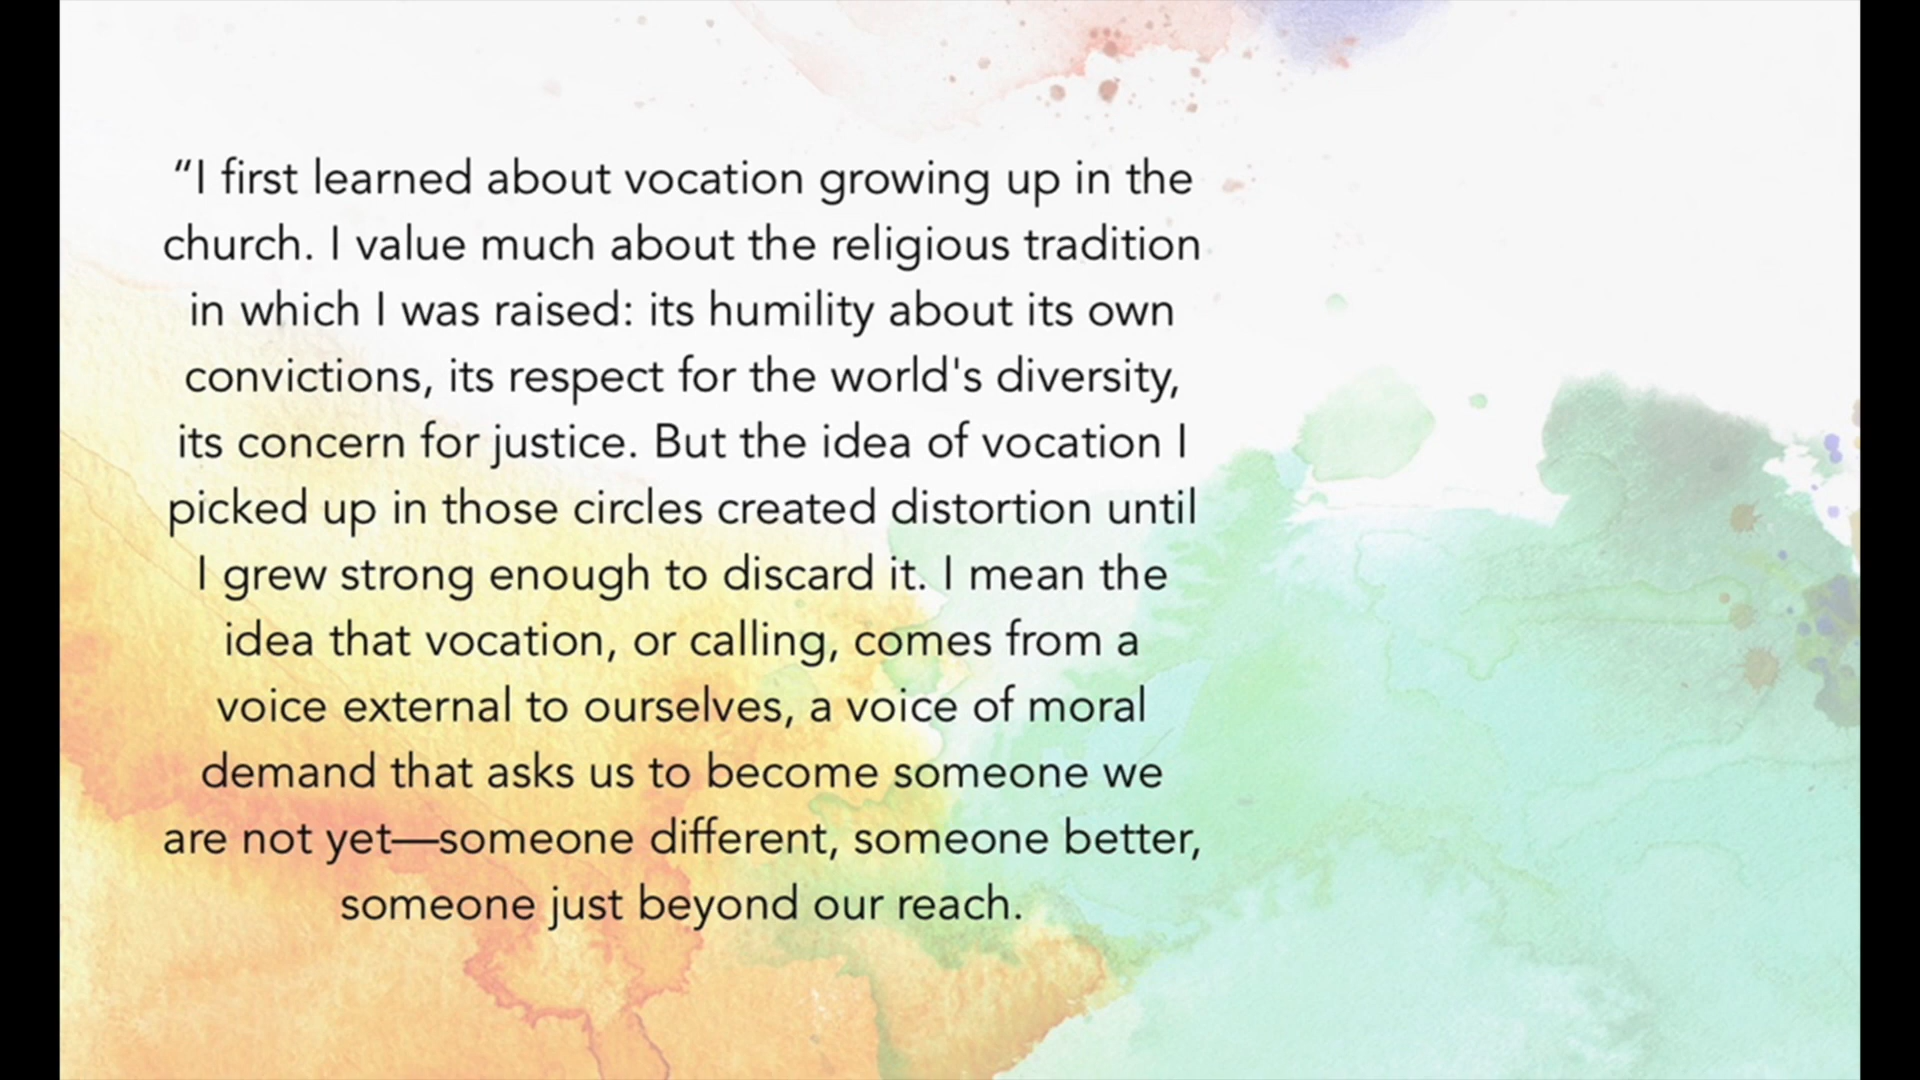 “I first learned about vocation growing up in the
church. I value much about the religious tradition
in which I was raised: its humility about its own
convictions, its respect for the world's diversity,
its concern for justice. But the idea of vocation I
picked up in those circles created distortion until
I grew strong enough to discard it. I mean the
idea that vocation, or calling, comes from a
voice external to ourselves, a voice of moral
demand that asks us to become someone we
are not yet—someone different, someone better,
someone just beyond our reach.